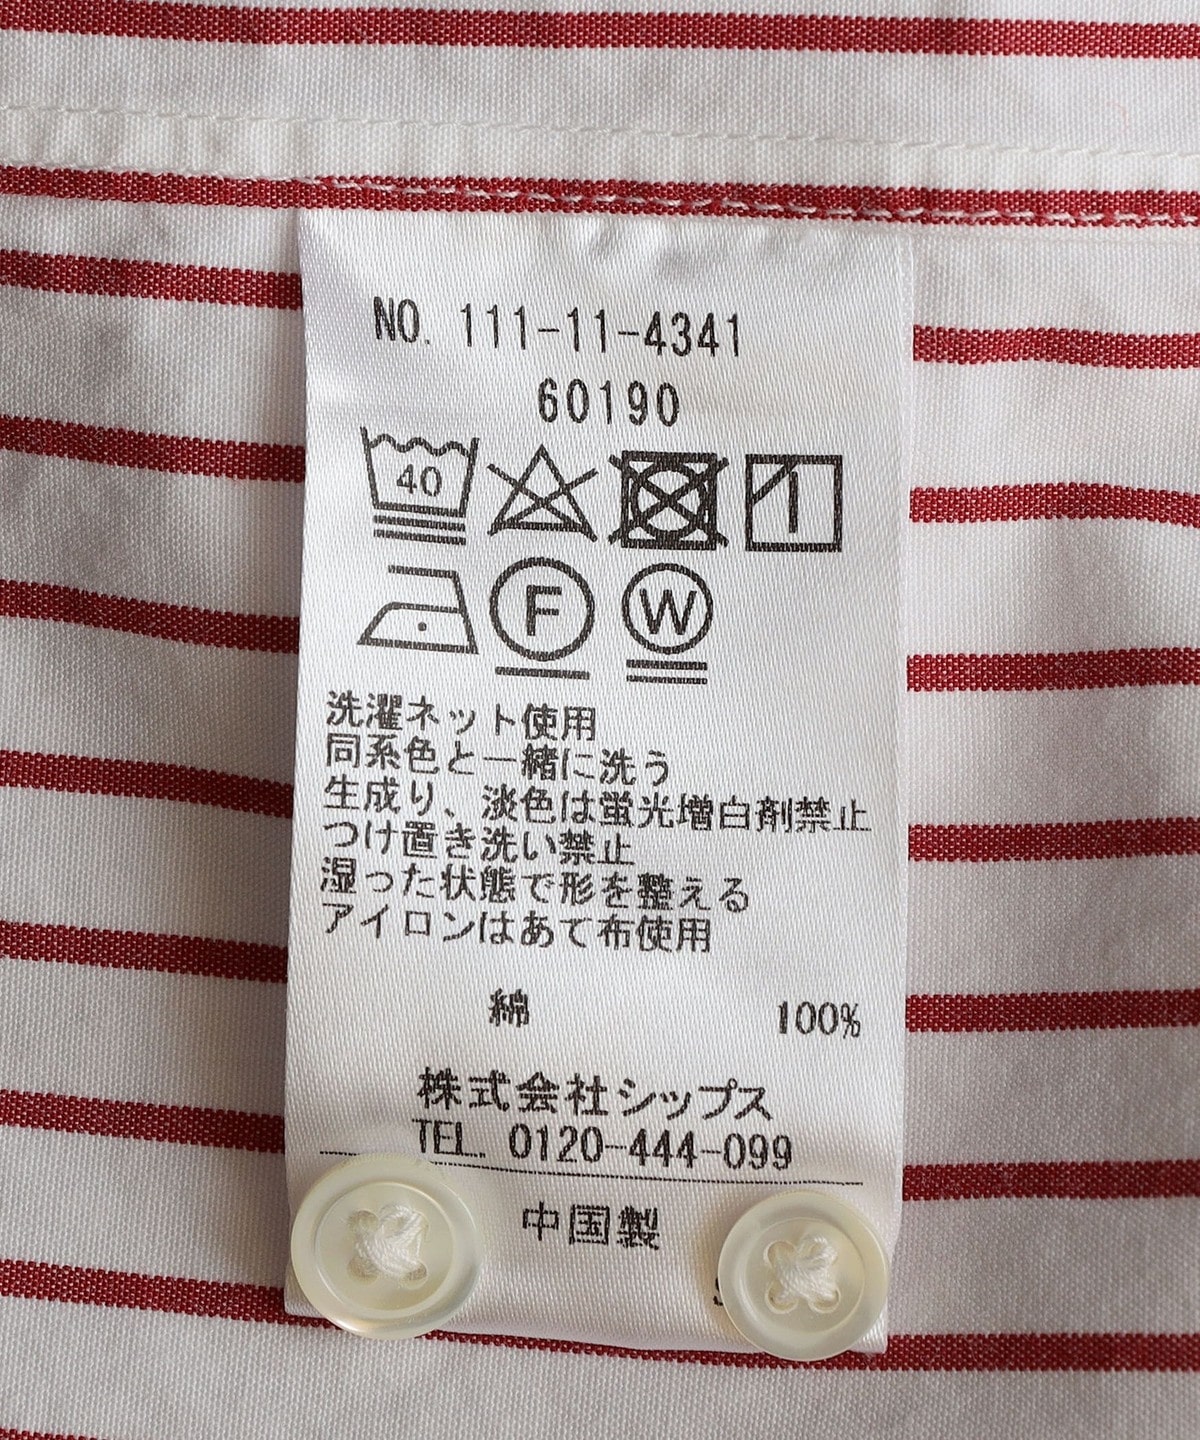 NO. 111-11-4341
60190
40
F W
洗濯ネット使用
同系色と一緒に洗う
生成り、淡色は蛍光増白剤禁止
つけ置き洗い禁止
湿った状態で形を整える
アイロンはあて布使用
綿 100%
株式会社シップス
TEL. 0120-444-099
中国製